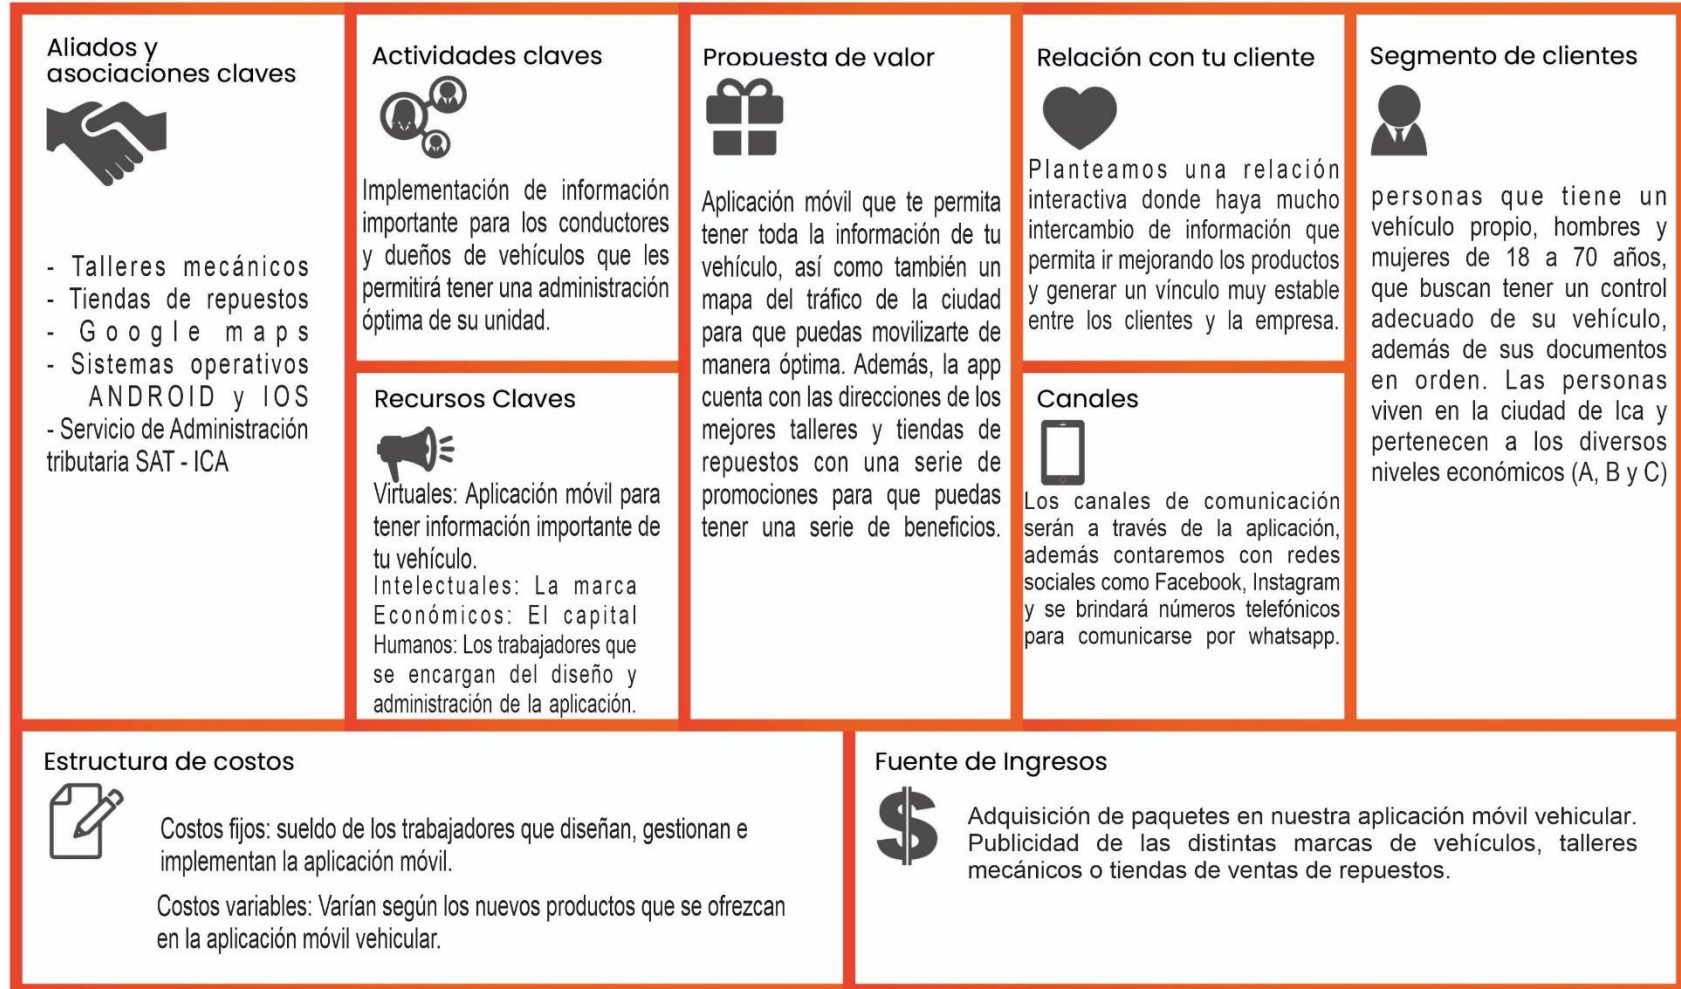 Aliados y
asociaciones claves
- Talleres mecánicos
- Tiendas de repuestos
- Google maps
- Sistemas operativos
ANDROID y IOS
- Servicio de Administración
tributaria SAT - ICA
Actividades claves
Implementación de información
importante para los conductores
y dueños de vehículos que les
permitirá tener una administración
óptima de su unidad.
Recursos Claves
Virtuales: Aplicación móvil para
tener información importante de
tu vehículo.
Intelectuales: La marca
Económicos: El capital
Humanos: Los trabajadores que
se encargan del diseño y
administración de la aplicación.
Propuesta de valor
Aplicación móvil que te permita
tener toda la información de tu
vehículo, así como también un
mapa del tráfico de la ciudad
para que puedas movilizarte de
manera óptima. Además, la app
cuenta con las direcciones de los
mejores talleres y tiendas de
repuestos con una serie de
promociones para que puedas
tener una serie de beneficios.
Relación con tu cliente
Planteamos una relación
interactiva donde haya mucho
intercambio de información que
permita ir mejorando los productos
y generar un vínculo muy estable
entre los clientes y la empresa.
Canales
Los canales de comunicación
serán a través de la aplicación,
además contaremos con redes
sociales como Facebook, Instagram
y se brindará números telefónicos
para comunicarse por whatsapp.
Segmento de clientes
personas que tiene un
vehículo propio, hombres y
mujeres de 18 a 70 años,
que buscan tener un control
adecuado de su vehículo,
además de sus documentos
en orden. Las personas
viven en la ciudad de Ica y
pertenecen a los diversos
niveles económicos (A, B y C)
Estructura de costos
Costos fijos: sueldo de los trabajadores que diseñan, gestionan e
implementan la aplicación móvil.
Costos variables: Varían según los nuevos productos que se ofrezcan
en la aplicación móvil vehicular.
Fuente de Ingresos
Adquisición de paquetes en nuestra aplicación móvil vehicular.
Publicidad de las distintas marcas de vehículos, talleres
mecánicos o tiendas de ventas de repuestos.